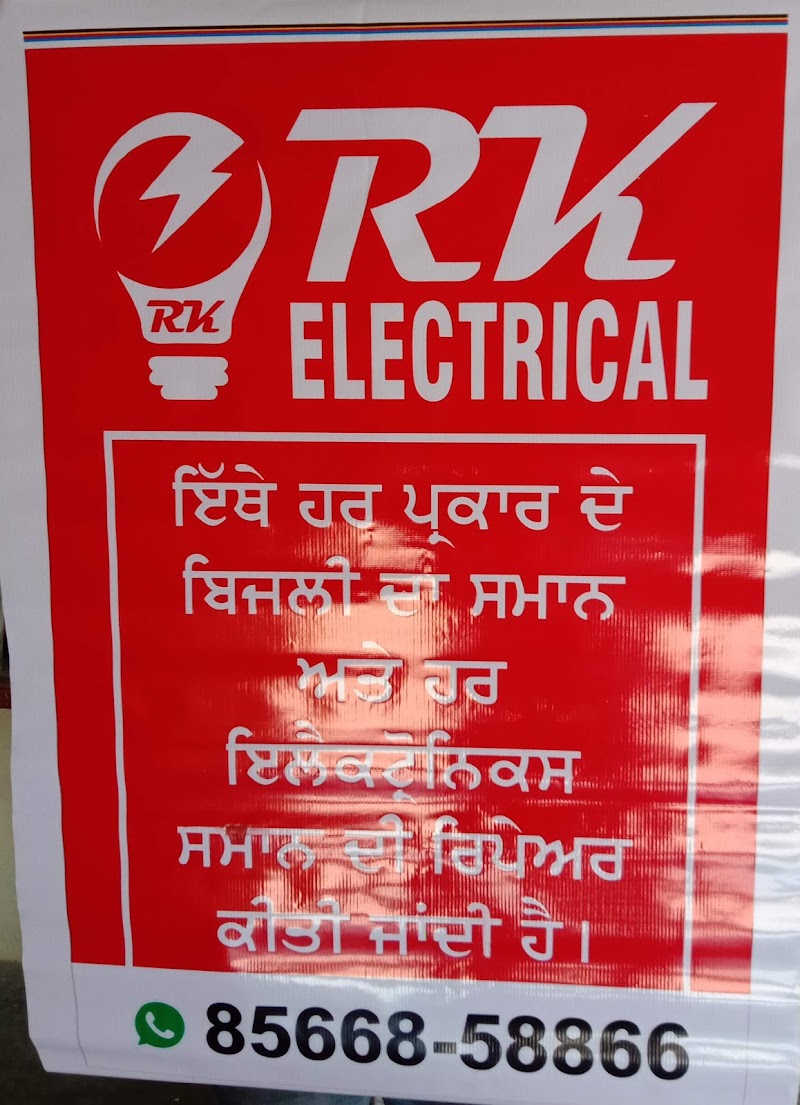 RK
RK
ELECTRICAL
ਇੱਥੇ ਹਰ ਪ੍ਰਕਾਰ ਦੇ
ਬਿਜਲੀ ਦਾ ਸਮਾਨ
ਅਤੇ ਹਰ
ਇਲੈਕਟ੍ਰੋਨਿਕਸ
ਸਮਾਨ ਦੀ ਰਿਪੇਅਰ
ਕੀਤੀ ਜਾਂਦੀ ਹੈ।
85668-58866